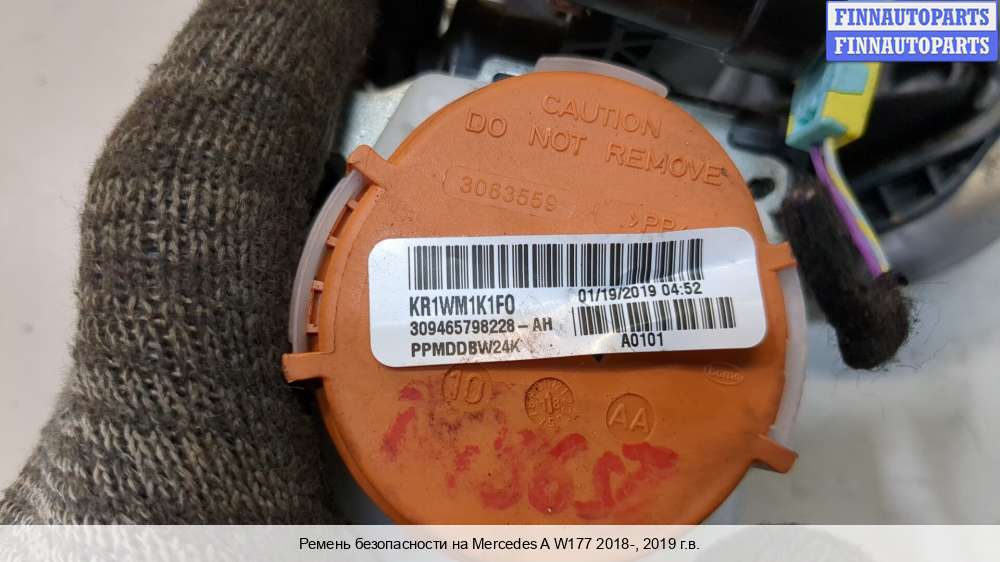 FINNAUTOPARTS
FINNAUTOPARTS
CAUTION
DO NOT REMOVE
3063559
KR1WM1K1F0
01/19/2019 04:52
309465798228-AH
PPMDDBW24K
A0101
10
AA
Ремень безопасности на Mercedes A W177 2018-, 2019 г.в.